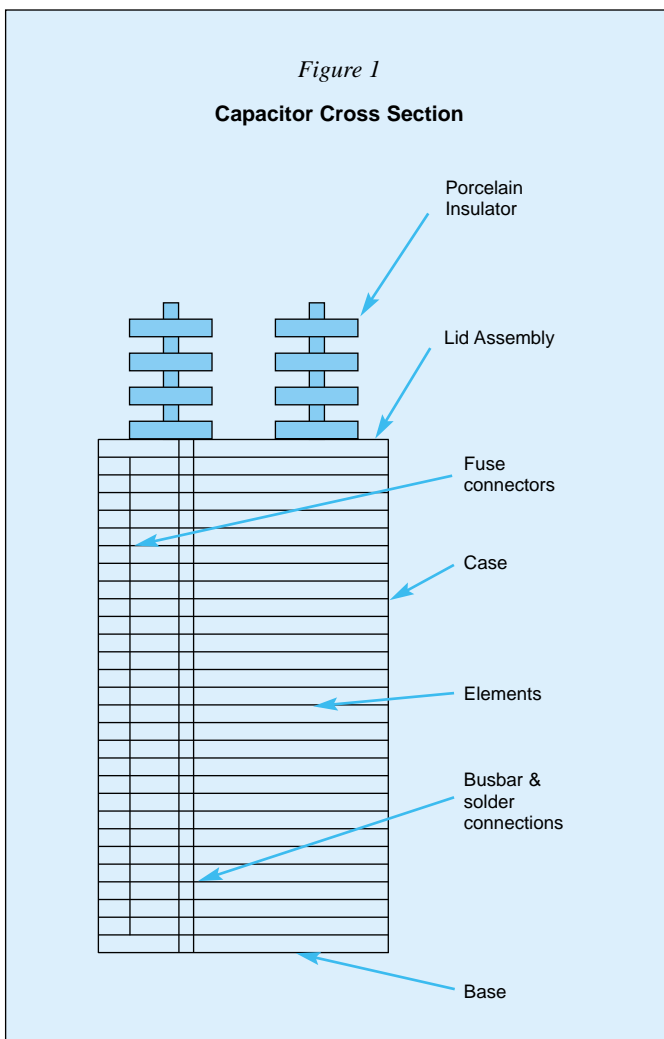 Figure 1
Capacitor Cross Section
Porcelain
Insulator
Lid Assembly
Fuse
connectors
Case
Elements
Busbar &
solder
connections
Base